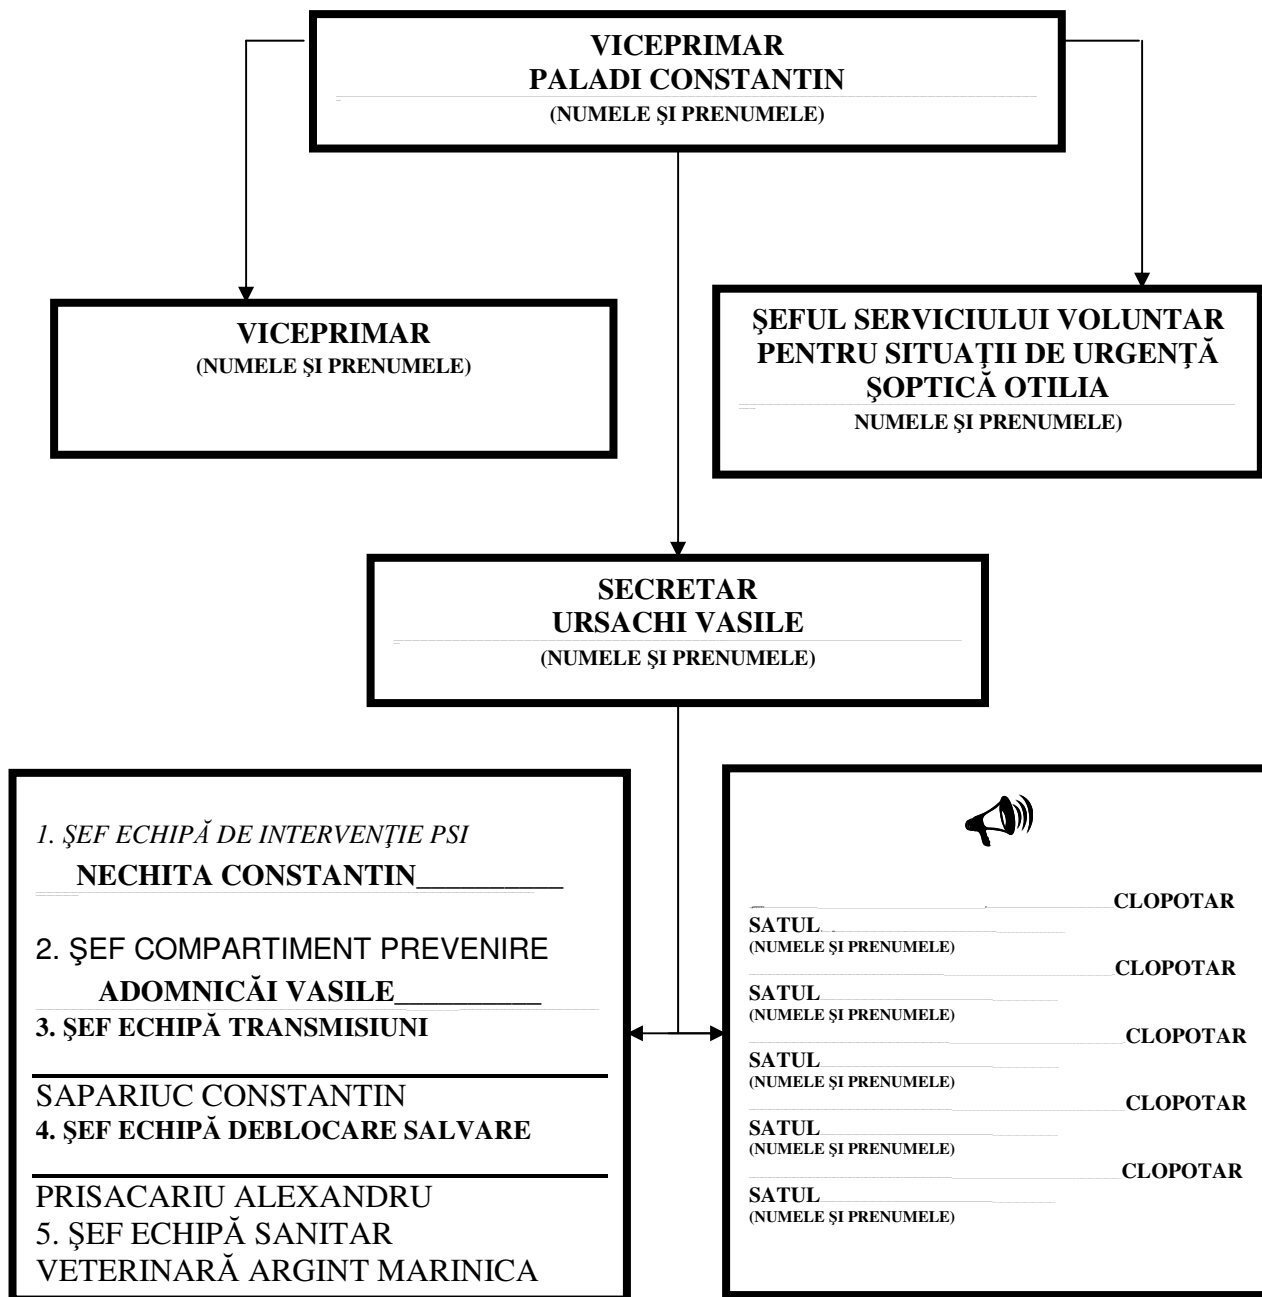 VICEPRIMAR
PALADI CONSTANTIN
(NUMELE ŞI PRENUMELE)
VICEPRIMAR
(NUMELE ŞI PRENUMELE)
ŞEFUL SERVICIULUI VOLUNTAR
PENTRU SITUAŢII DE URGENŢĂ
ŞOPTICĂ OTILIA
NUMELE ŞI PRENUMELE)
SECRETAR
URSACHI VASILE
(NUMELE ŞI PRENUMELE)
1. ŞEF ECHIPĂ DE INTERVENŢIE PSI
NECHITA CONSTANTIN__________
2. ŞEF COMPARTIMENT PREVENIRE
ADOMNICĂI VASILE__________
3. ŞEF ECHIPĂ TRANSMISIUNI
SAPARIUC CONSTANTIN
4. ŞEF ECHIPĂ DEBLOCARE SALVARE
PRISACARIU ALEXANDRU
5. ŞEF ECHIPĂ SANITAR
VETERINARĂ ARGINT MARINICA
CLOPOTAR
SATUL
(NUMELE ŞI PRENUMELE)
CLOPOTAR
SATUL
(NUMELE ŞI PRENUMELE)
CLOPOTAR
SATUL
(NUMELE ŞI PRENUMELE)
CLOPOTAR
SATUL
(NUMELE ŞI PRENUMELE)
CLOPOTAR
SATUL
(NUMELE ŞI PRENUMELE)